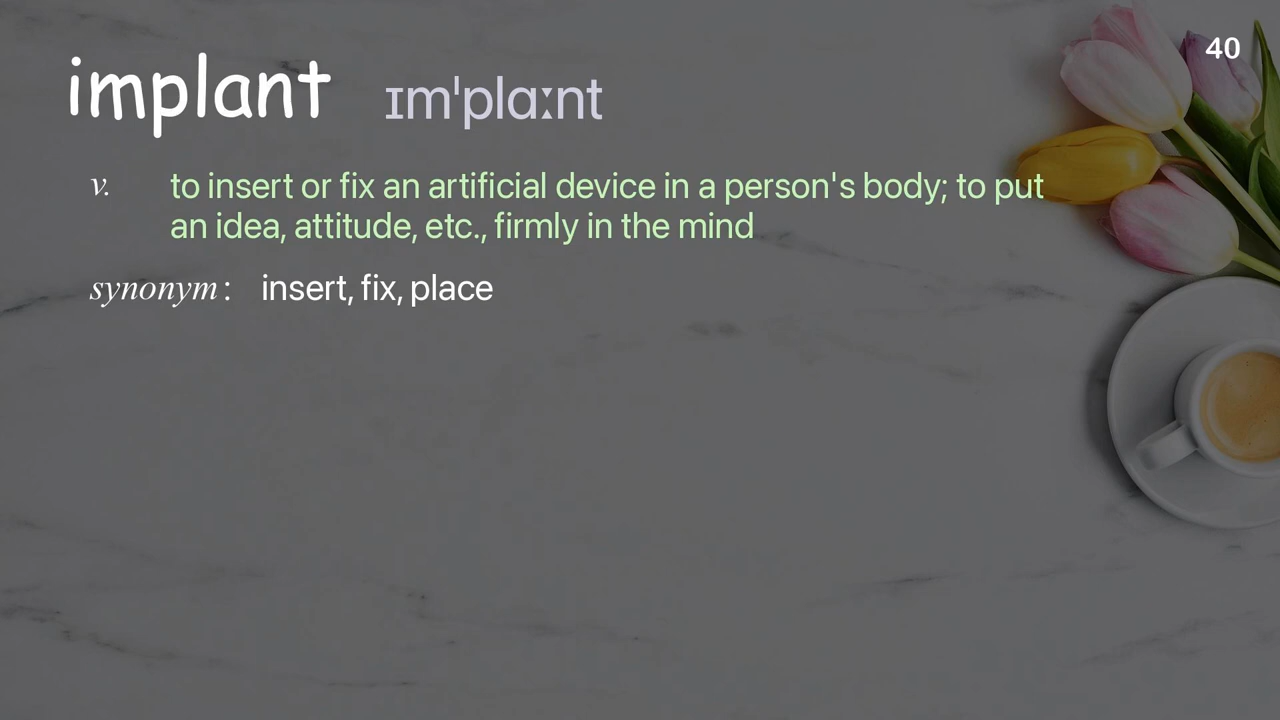 40
implant ɪmˈplɑːnt
v. to insert or fix an artificial device in a person's body; to put
an idea, attitude, etc., firmly in the mind
synonym: insert, fix, place